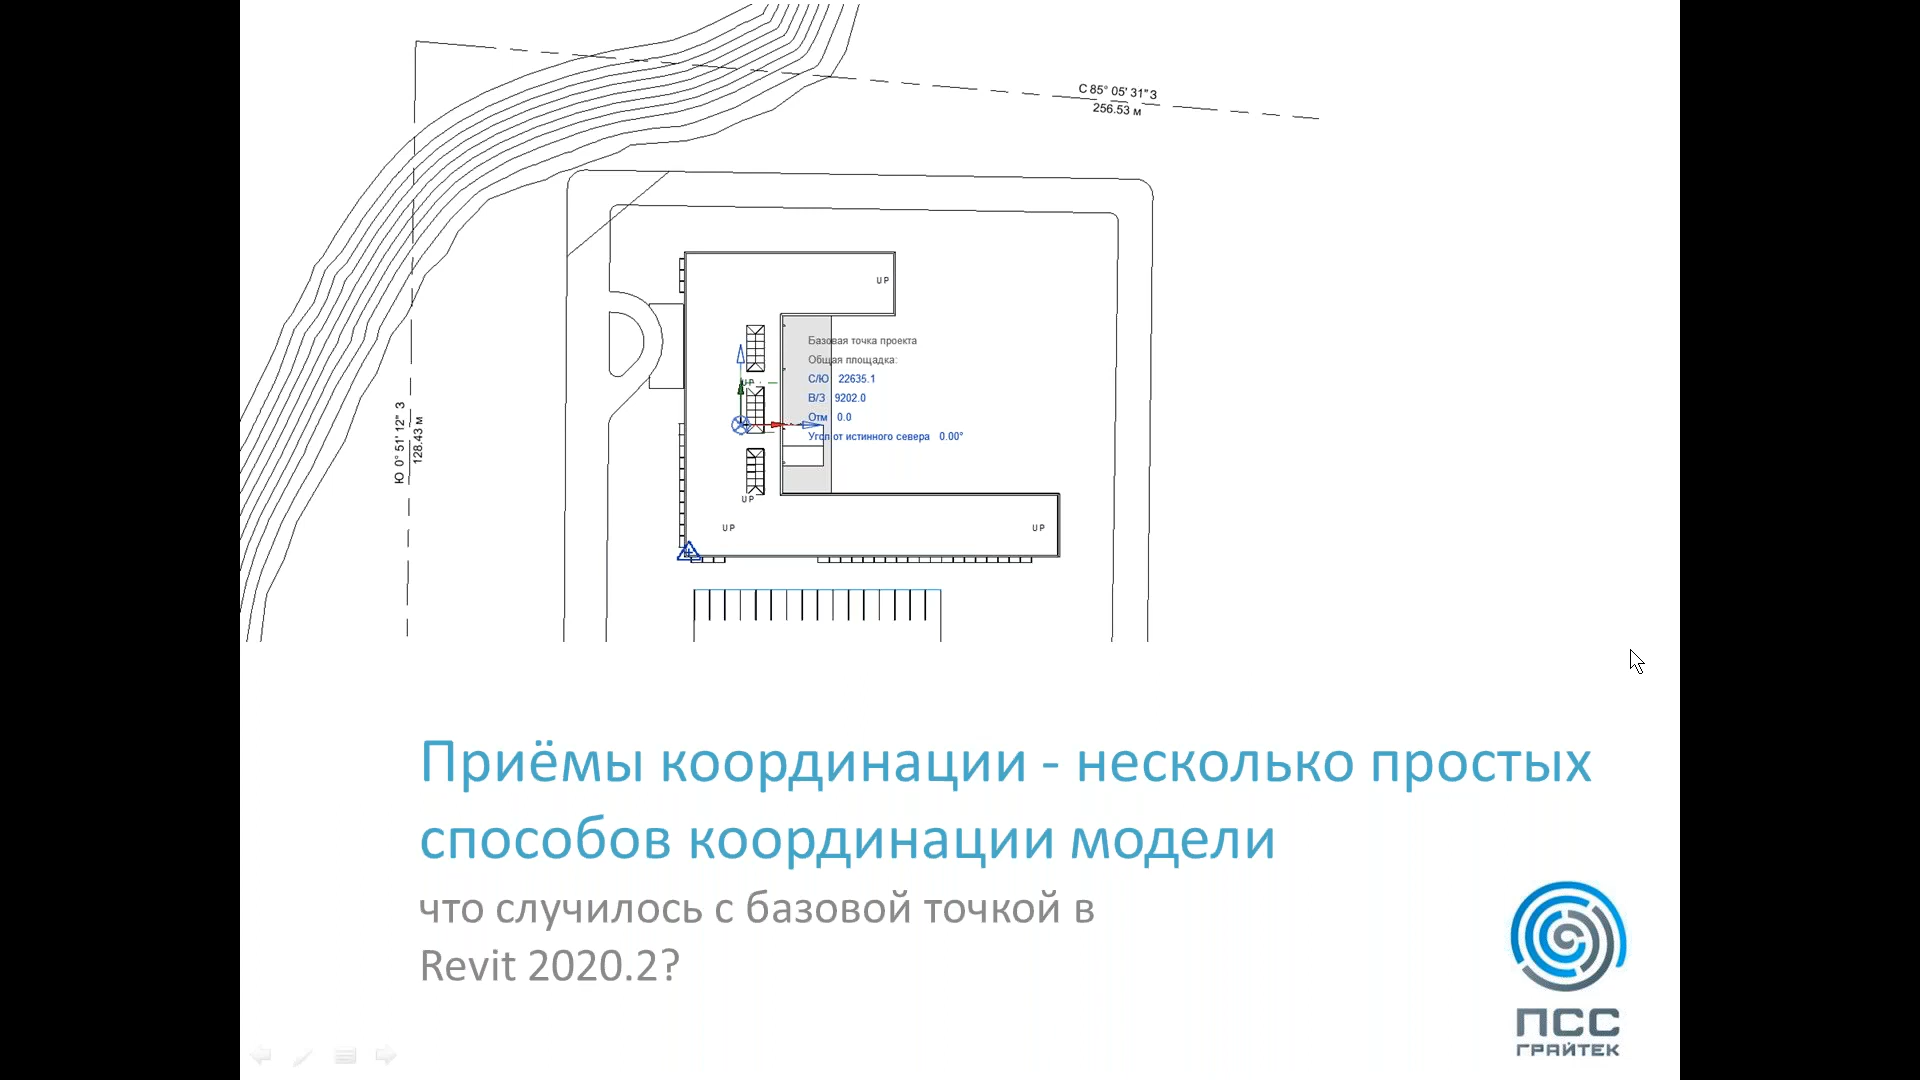 С 85° 05' 31" З
256.53 м
UP
Базовая точка проекта
Общая площадка:
UP
С/Ю 22635.1
В/З 9202.0
Отм 0.0
Угол от истинного севера 0.00°
Ю 0° 51' 12" З
128.43 м
UP
UP
UP
Приёмы координации - несколько простых
способов координации модели
что случилось с базовой точкой в
Revit 2020.2?
ПСС
ГРАЙТЕК